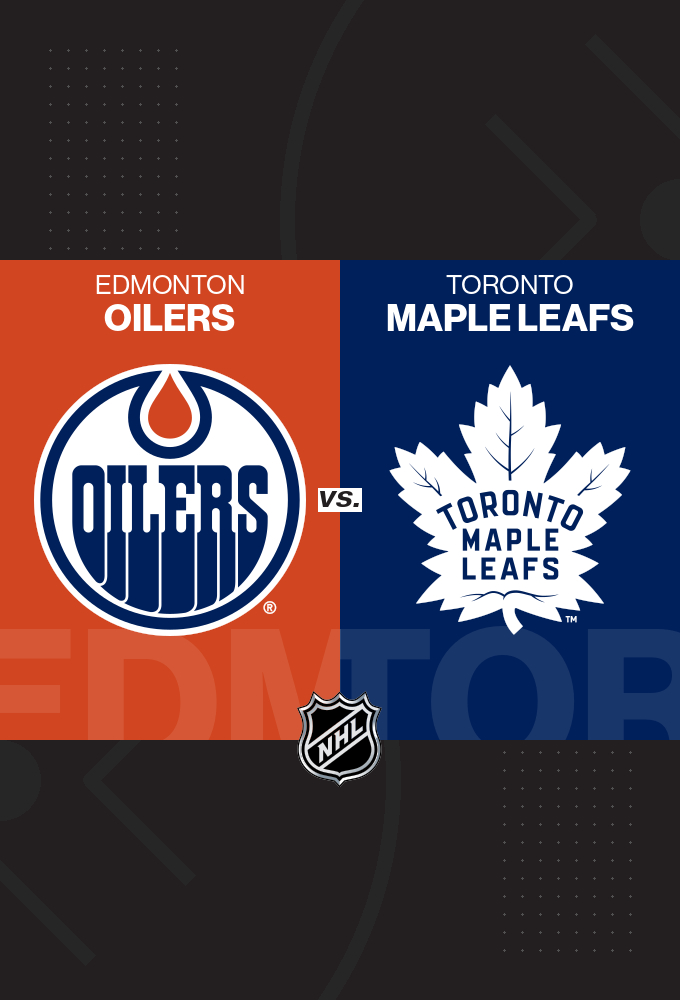 EDMONTON
OILERS
TORONTO
MAPLE LEAFS
OILERS
®
vs.
TORONTO
MAPLE
LEAFS
™
EDM
TOR
NHL